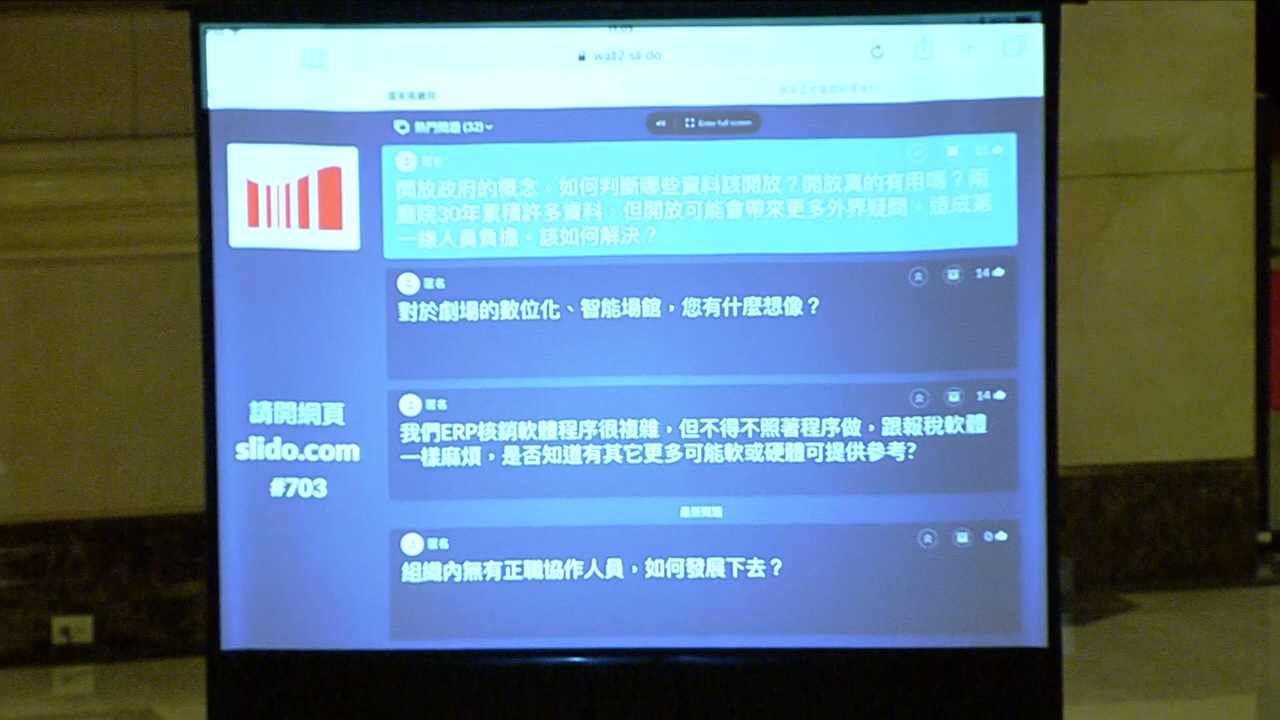 wall2.sli.do
國家兩廳院
熱門問題 (32)
Enter full screen
匿名
開放政府的概念，如何判斷哪些資料該開放？開放真的有用嗎？兩
廳院30年累積許多資料，但開放可能會帶來更多外界疑問，造成第
一線人員負擔。該如何解決？
匿名
14
對於劇場的數位化、智能場館，您有什麼想像？
匿名
14
我們ERP核銷軟體程序很複雜，但不得不照著程序做，跟報稅軟體
一樣麻煩，是否知道有其它更多可能軟或硬體可提供參考?
請開網頁
slido.com
#703
最新問題
匿名
0
組織內無有正職協作人員，如何發展下去？